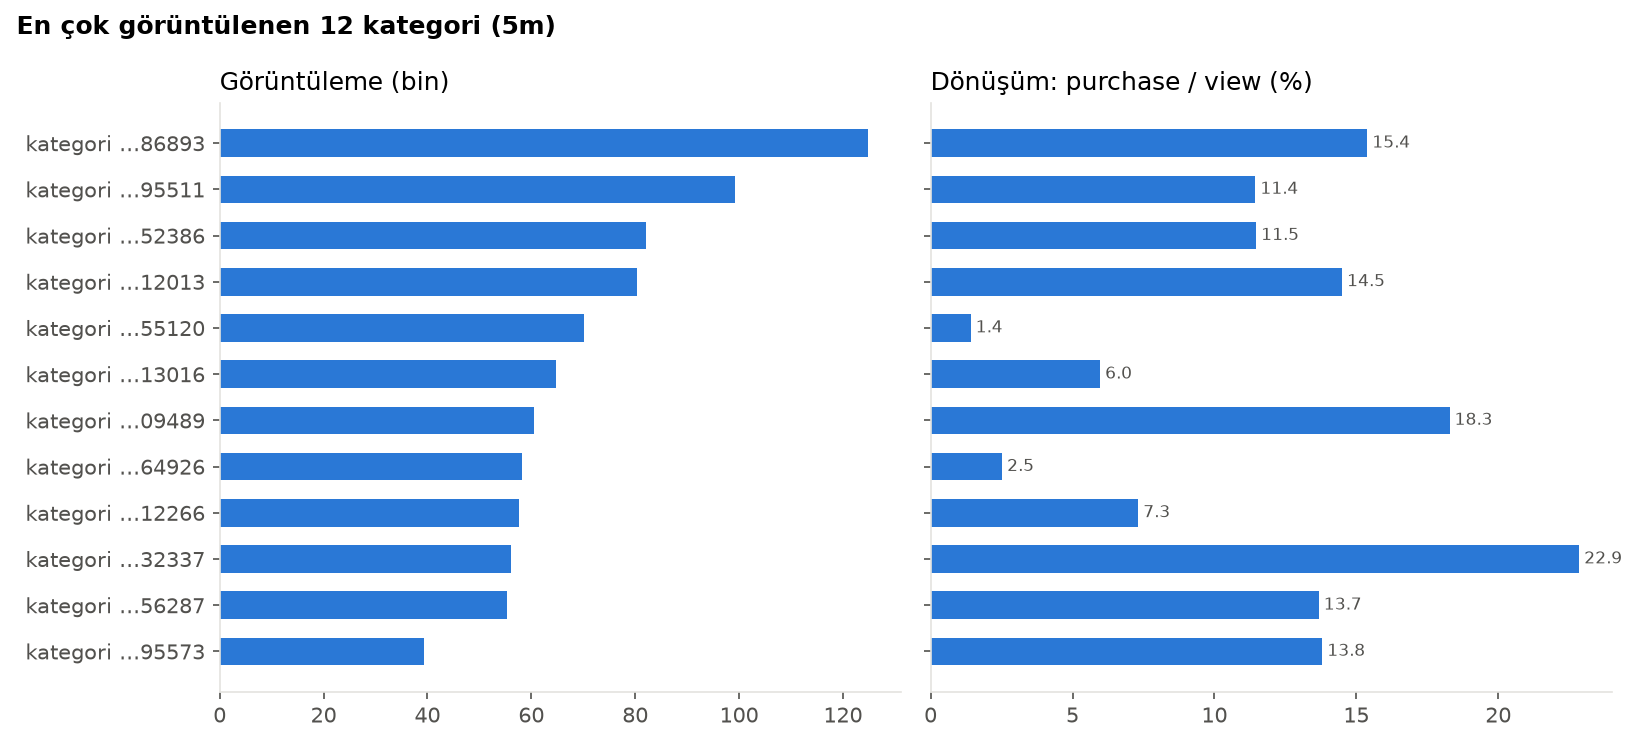 En çok görüntülenen 12 kategori (5m)
Görüntüleme (bin)
kategori ...86893
kategori ...95511
kategori ...52386
kategori ...12013
kategori ...55120
kategori ...13016
kategori ...09489
kategori ...64926
kategori ...12266
kategori ...32337
kategori ...56287
kategori ...95573
0 20 40 60 80 100 120
Dönüşüm: purchase / view (%)
15.4
11.4
11.5
14.5
1.4
6.0
18.3
2.5
7.3
22.9
13.7
13.8
0 5 10 15 20